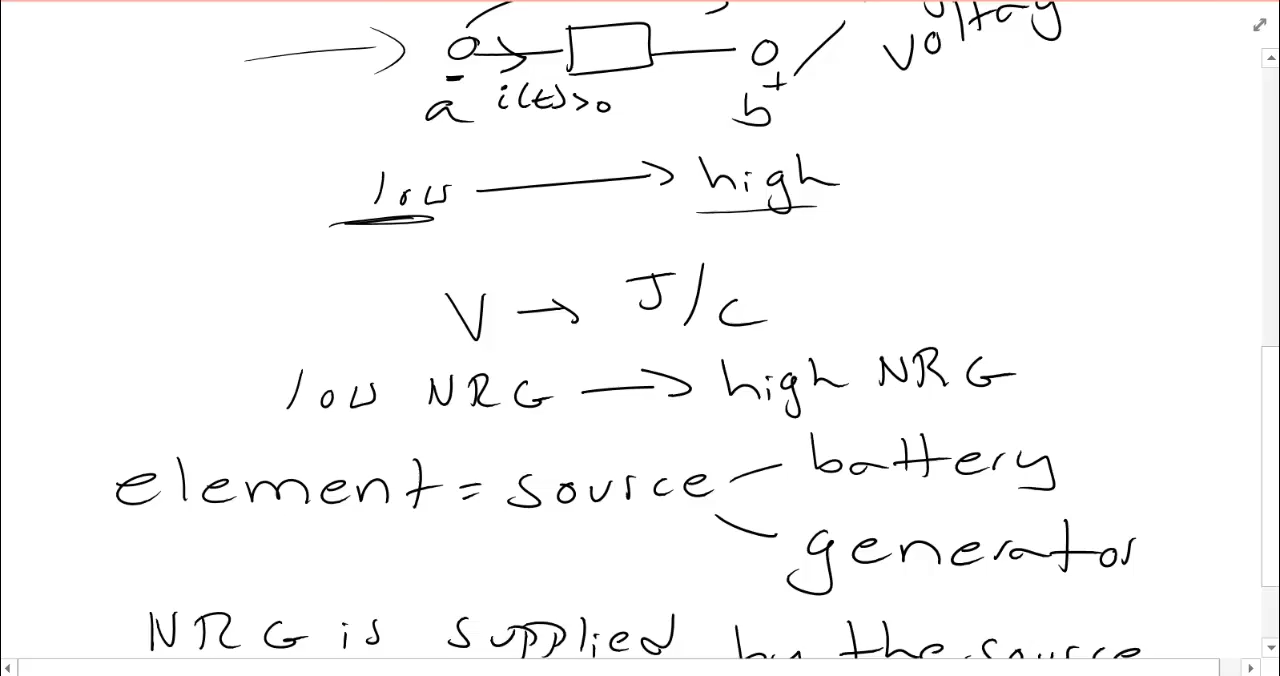 voltag
- +
a i(t)>0 b
low → high
V → J/C
low NRG → high NRG
element = source battery
generator
NRG is supplied by the source